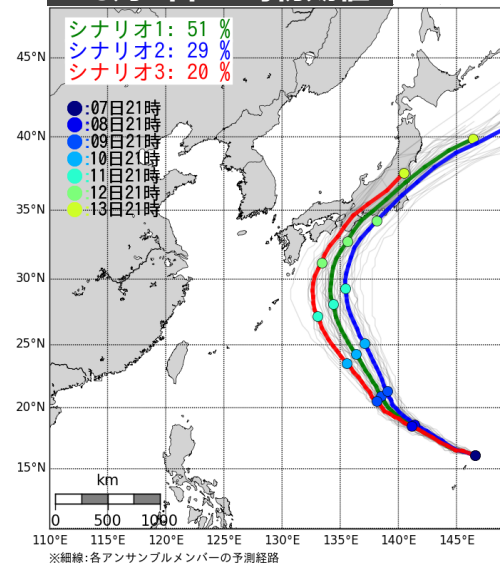 シナリオ1: 51 %
シナリオ2: 29 %
シナリオ3: 20 %
:07日21時
:08日21時
:09日21時
:10日21時
:11日21時
:12日21時
:13日21時
45°N
40°N
35°N
30°N
25°N
20°N
15°N
km
0 500 1000
110°E 115°E 120°E 125°E 130°E 135°E 140°E 145°E
※細線:各アンサンブルメンバーの予測経路